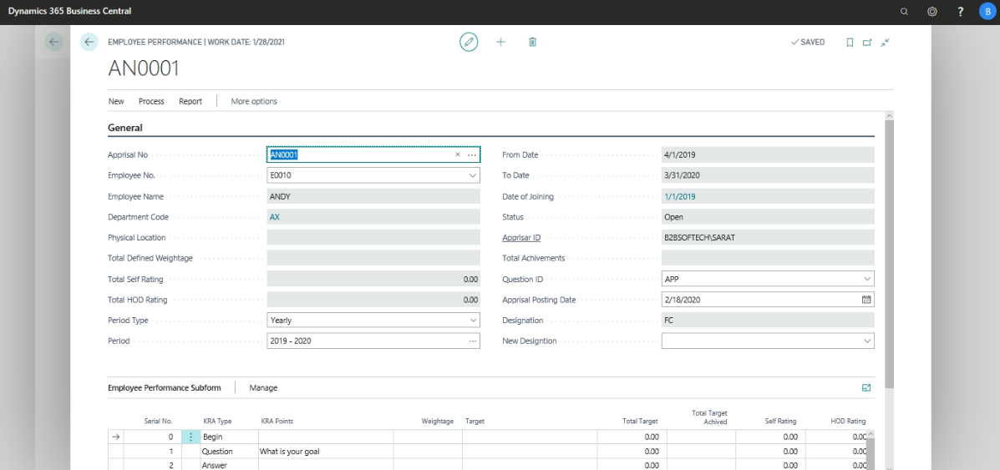 Dynamics 365 Business Central
? B
EMPLOYEE PERFORMANCE | WORK DATE: 1/28/2021
SAVED
AN0001
New Process Report More options
General
Apprisal No AN0001
Employee No. E0010
Employee Name ANDY
Department Code AX
Physical Location
Total Defined Weightage
Total Self Rating 0.00
Total HOD Rating 0.00
Period Type Yearly
Period 2019 - 2020
From Date 4/1/2019
To Date 3/31/2020
Date of Joining 1/1/2019
Status Open
Apprisar ID B2BSOFTECH\SARAT
Total Achivements
Question ID APP
Apprisal Posting Date 2/18/2020
Designation FC
New Designtion
Employee Performance Subform Manage
Serial No. KRA Type KRA Points Weightage Target Total Target Total Target Achived Self Rating HOD Rating
0 Begin 0.00 0.00 0.00
1 Question What is your goal 0.00 0.00 0.00
2 Answer 0.00 0.00 0.00